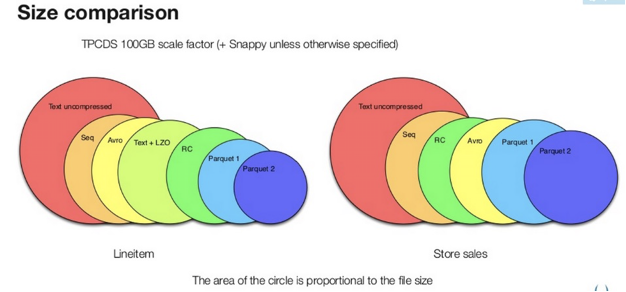 Size comparison
TPCDS 100GB scale factor (+ Snappy unless otherwise specified)
Text uncompressed
Seq
Avro
Text + LZO
RC
Parquet 1
Parquet 2
Lineitem
Text uncompressed
Seq
RC
Avro
Parquet 1
Parquet 2
Store sales
The area of the circle is proportional to the file size